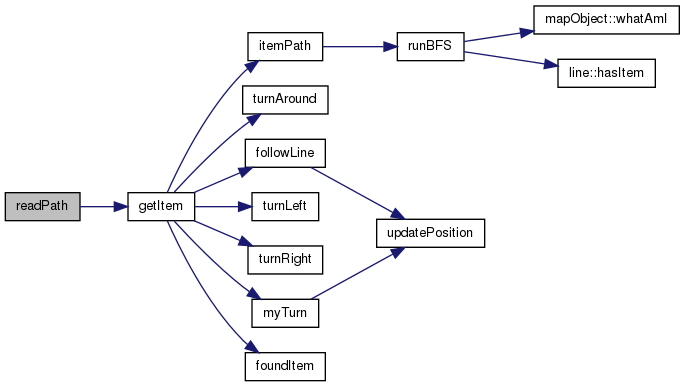 mapObject::whatAmI
itemPath
runBFS
line::hasItem
turnAround
followLine
readPath
getItem
turnLeft
updatePosition
turnRight
myTurn
foundItem